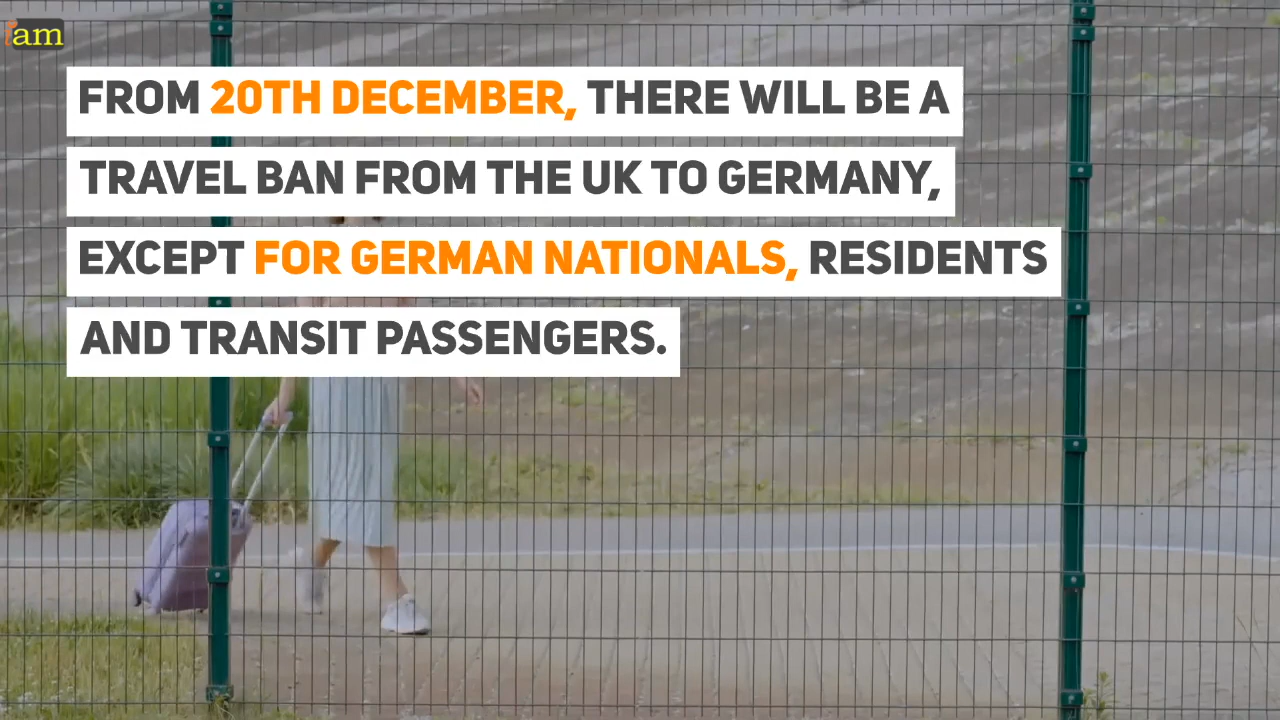 iam
FROM 20TH DECEMBER, THERE WILL BE A
TRAVEL BAN FROM THE UK TO GERMANY,
EXCEPT FOR GERMAN NATIONALS, RESIDENTS
AND TRANSIT PASSENGERS.